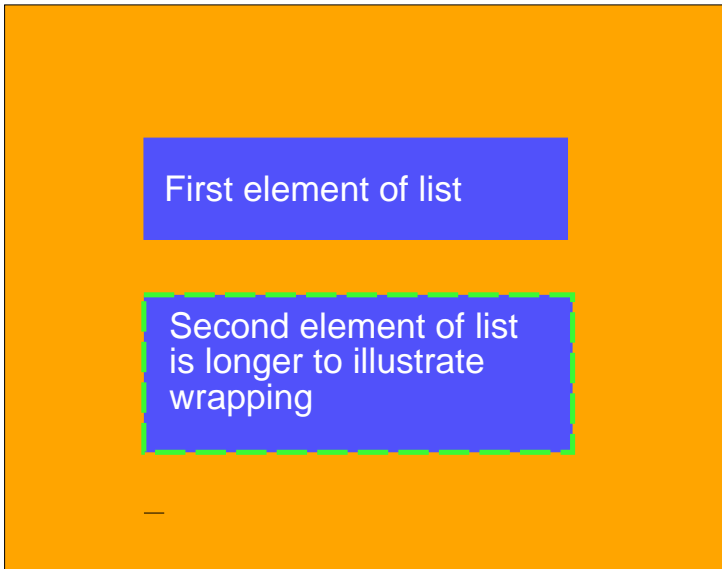 First element of list
Second element of list
is longer to illustrate
wrapping